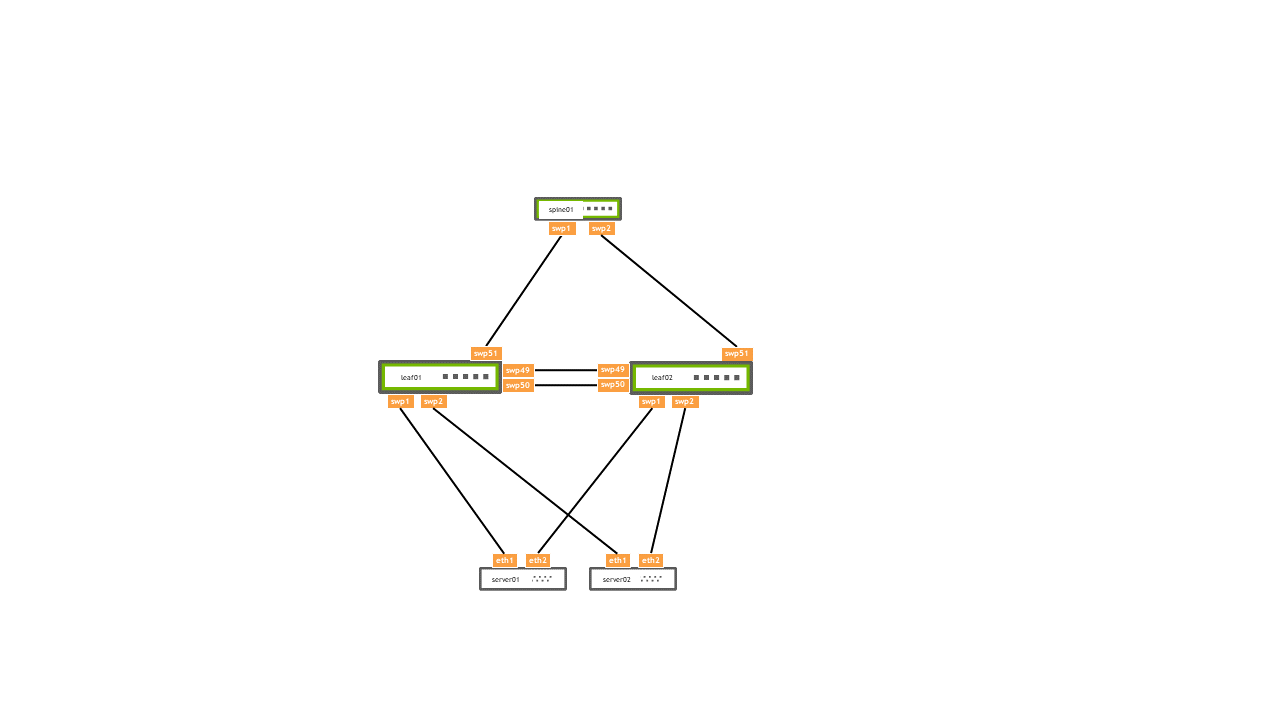 spine01
swp1 swp2
swp51 swp51
swp49 swp49
leaf01 leaf02
swp50 swp50
swp1 swp2 swp1 swp2
eth1 eth2 eth1 eth2
server01 server02